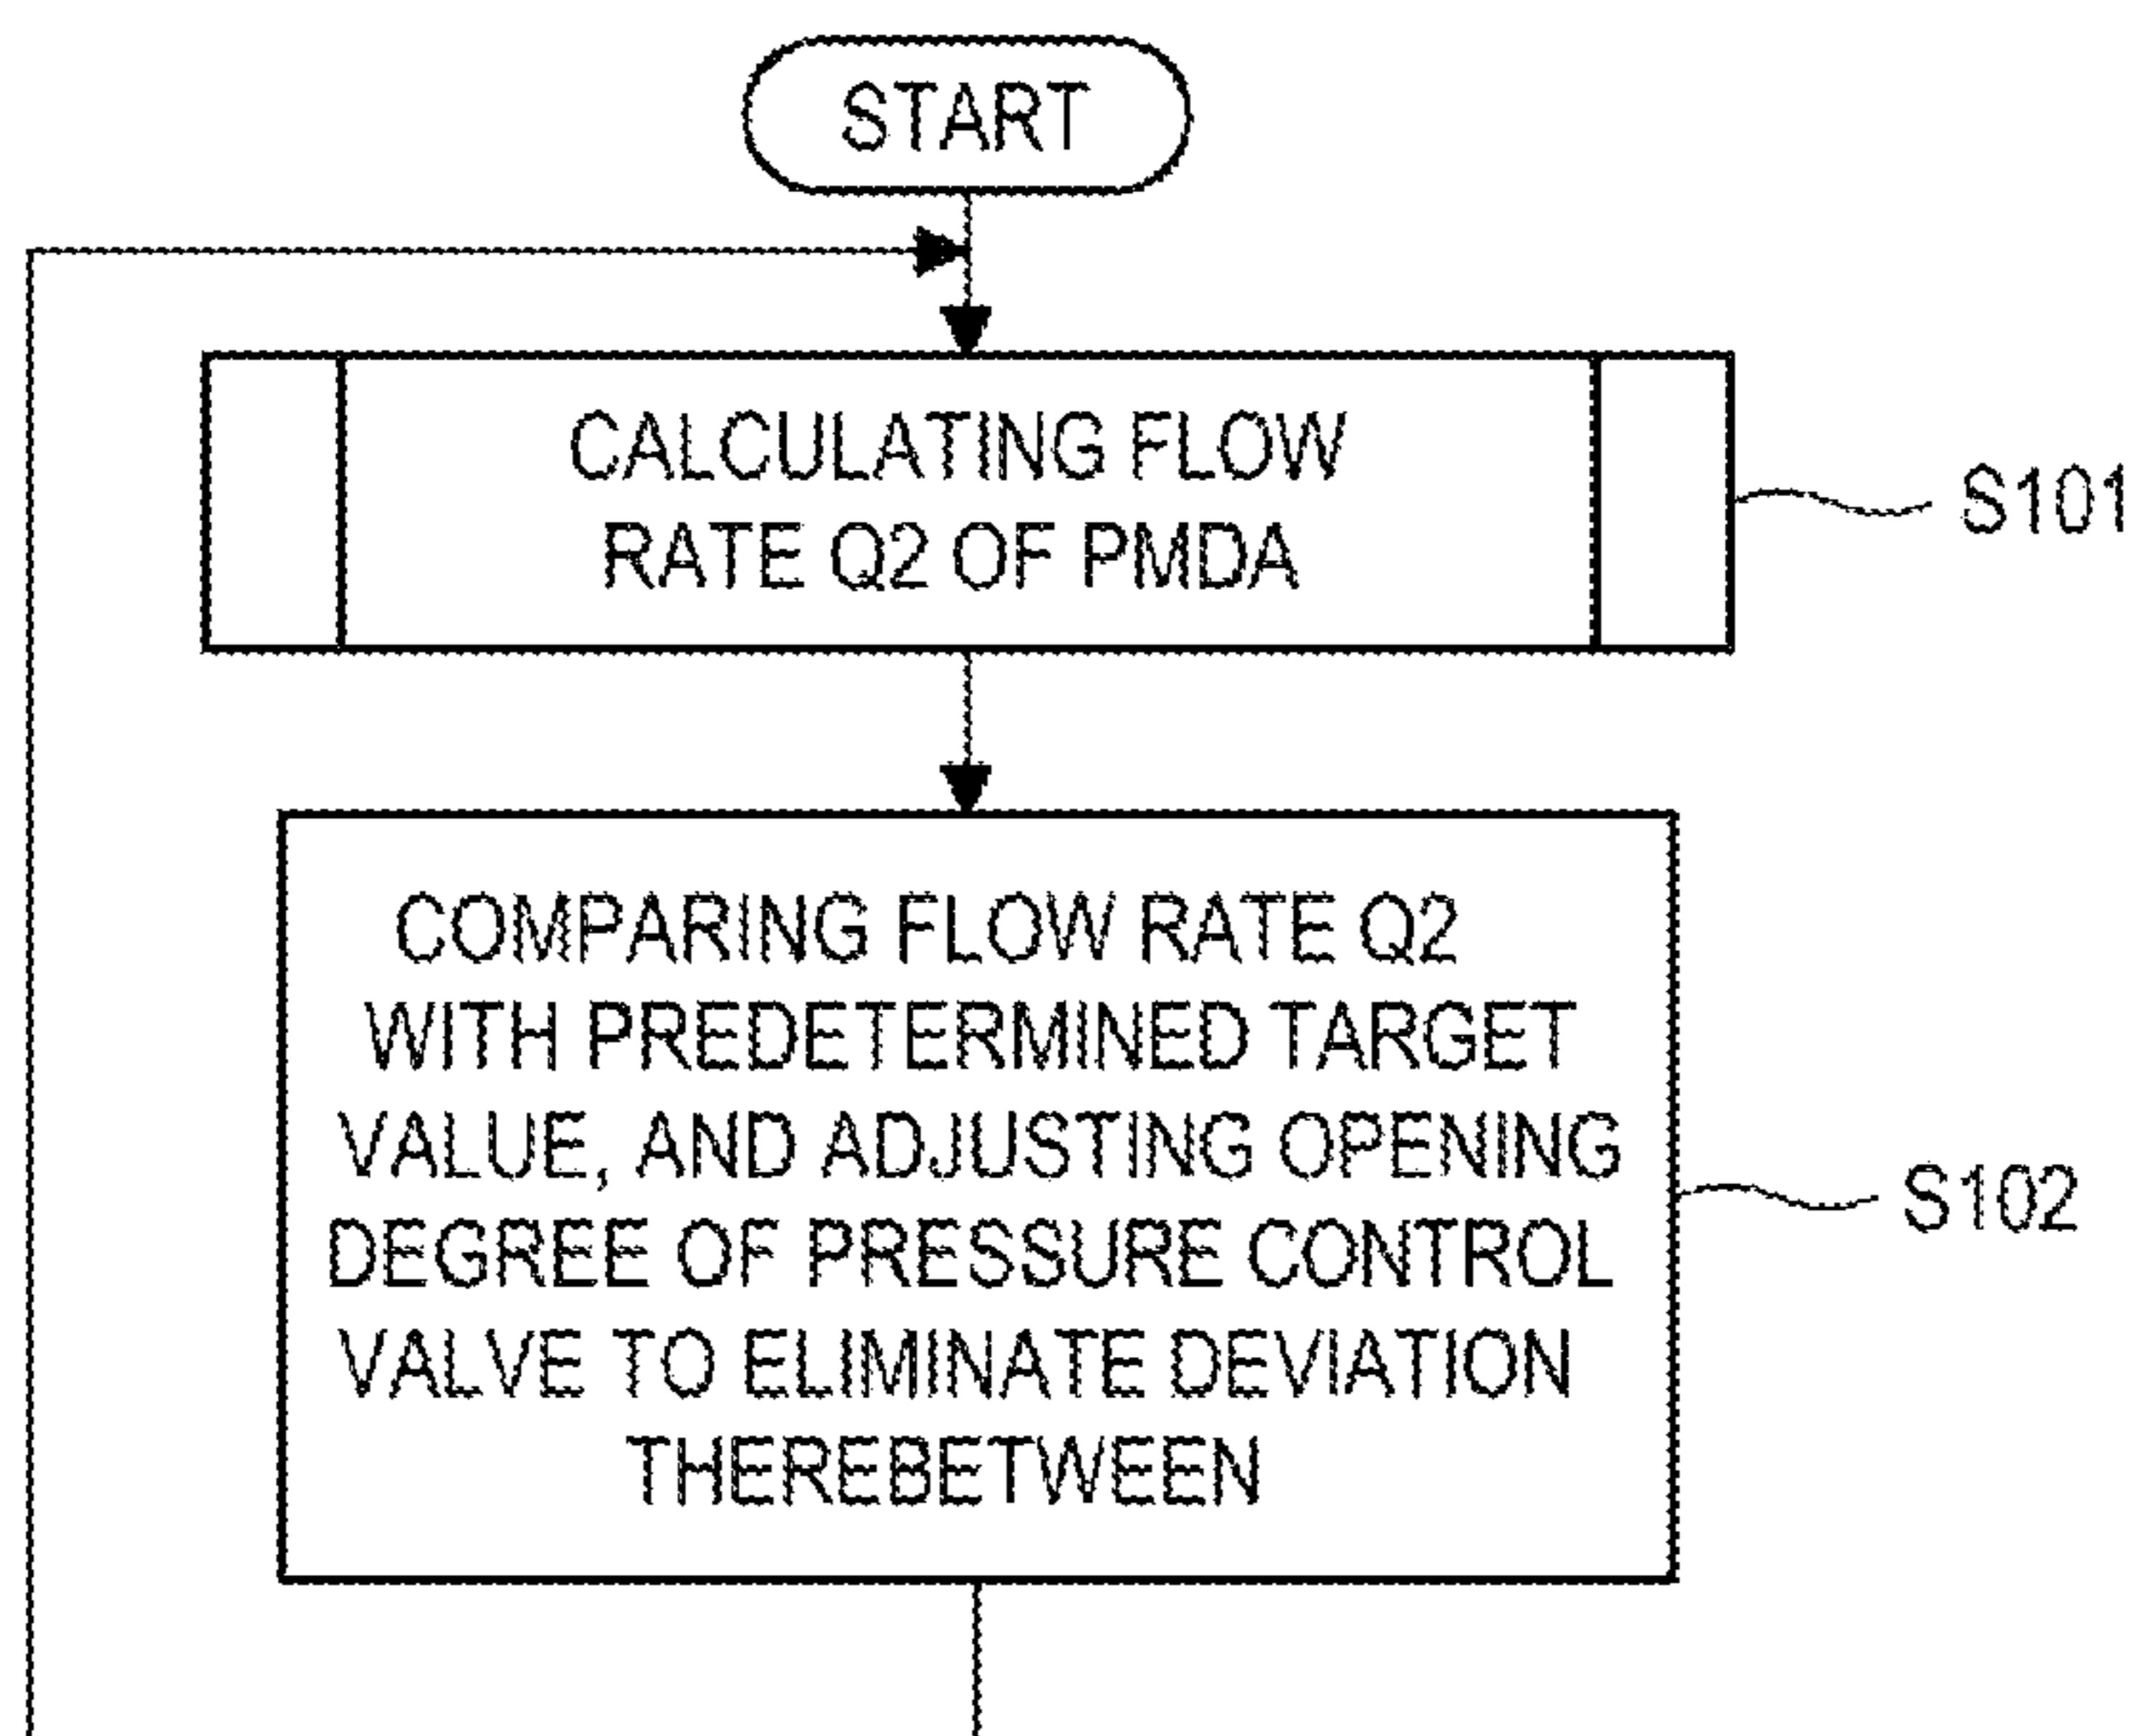 START
CALCULATING FLOW
RATE Q2 OF PMDA
S101
COMPARING FLOW RATE Q2
WITH PREDETERMINED TARGET
VALUE, AND ADJUSTING OPENING
DEGREE OF PRESSURE CONTROL
VALVE TO ELIMINATE DEVIATION
THEREBETWEEN
S102